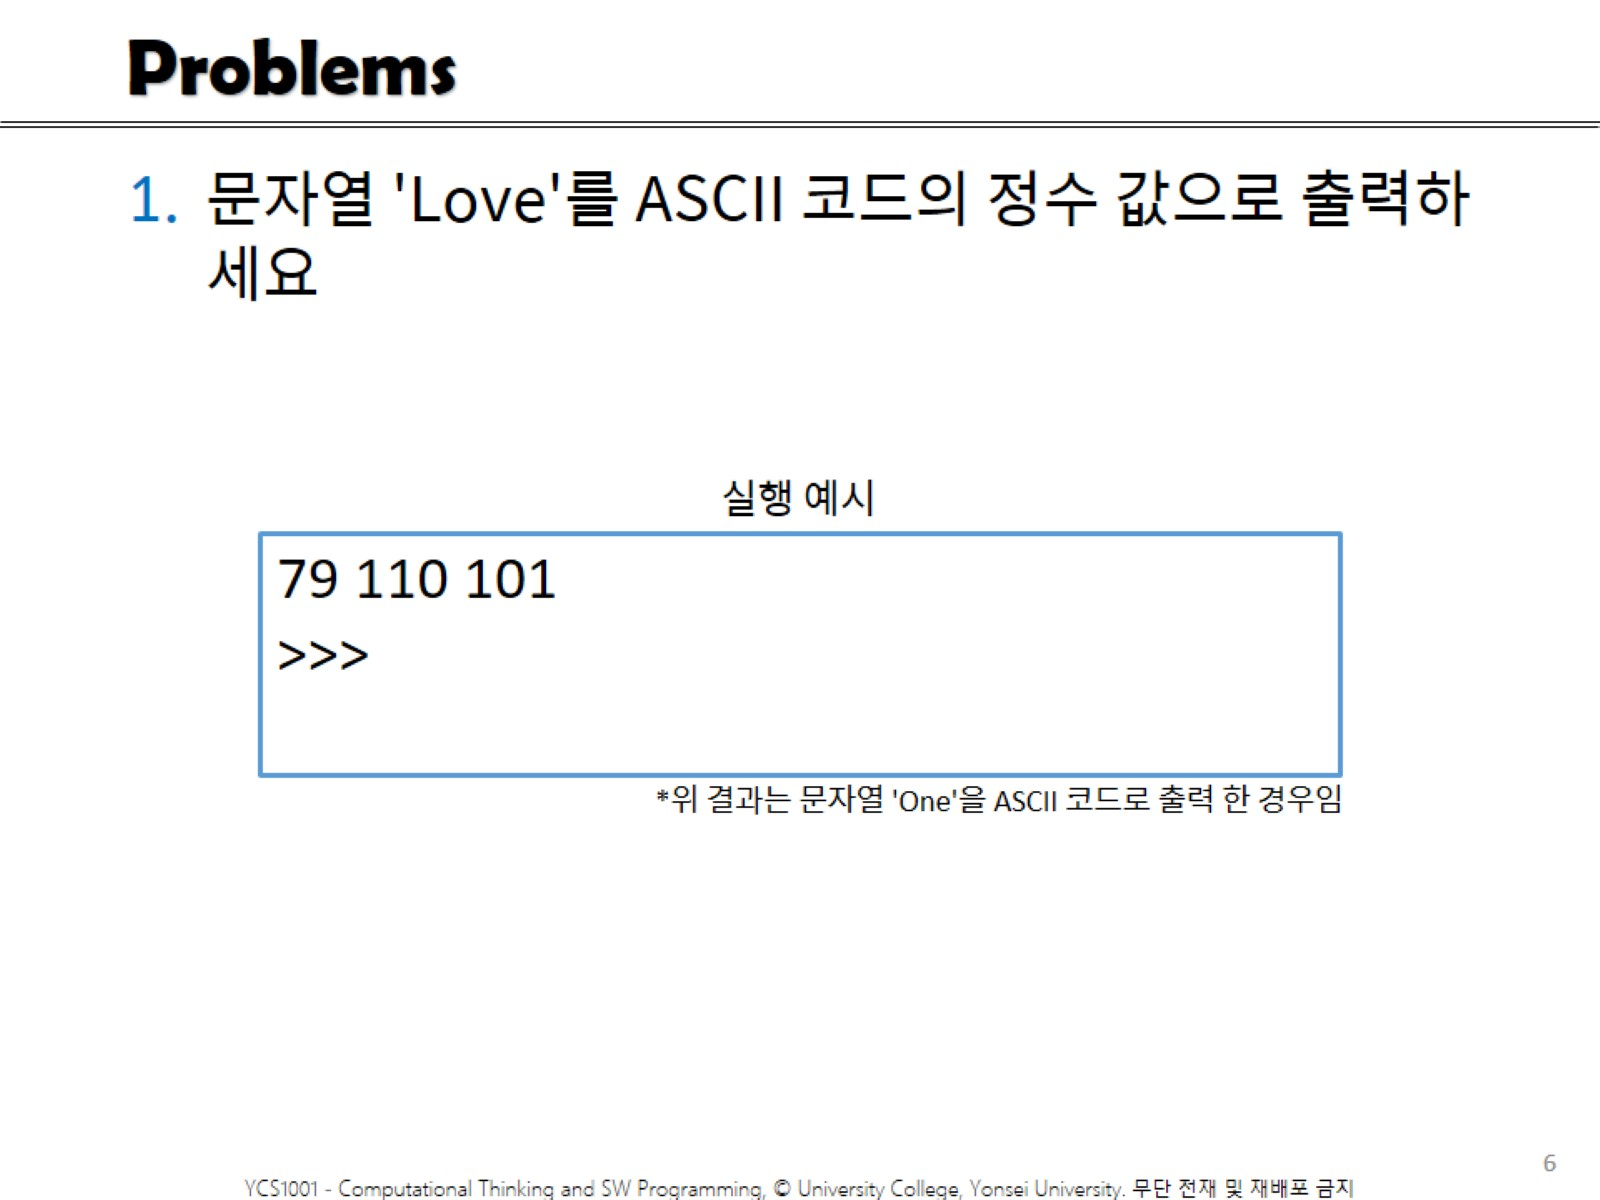 Problems
1. 문자열 'Love'를 ASCII 코드의 정수 값으로 출력하
세요
실행 예시
79 110 101
>>>
*위 결과는 문자열 'One'을 ASCII 코드로 출력 한 경우임
6
YCS1001 - Computational Thinking and SW Programming, © University College, Yonsei University. 무단 전재 및 재배포 금지